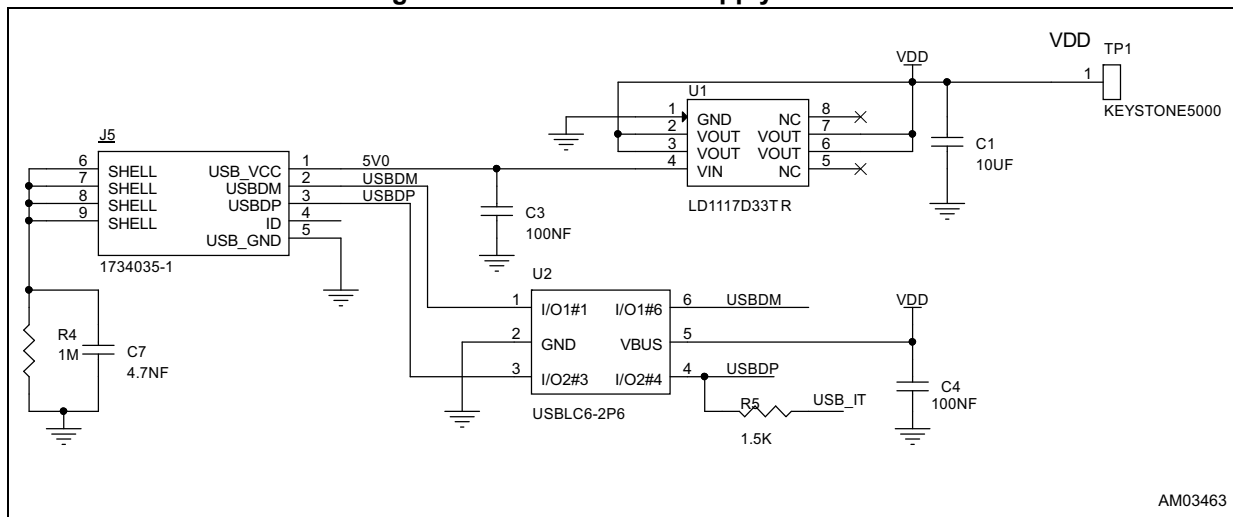 VDD
TP1
1
KEYSTONE5000
VDD
U1
1 GND NC 8
2 VOUT VOUT 7
3 VOUT VOUT 6
4 VIN NC 5
LD1117D33TR
C1
10UF
J5
6 SHELL USB_VCC 1 5V0
7 SHELL USBDM 2 USBDM
8 SHELL USBDP 3 USBDP
9 SHELL ID 4
USB_GND 5
1734035-1
C3
100NF
U2
1 I/O1#1 I/O1#6 6 USBDM
2 GND VBUS 5
3 I/O2#3 I/O2#4 4 USBDP
USBLC6-2P6
VDD
C4
100NF
R5
1.5K
USB_IT
R4
1M
C7
4.7NF
AM03463